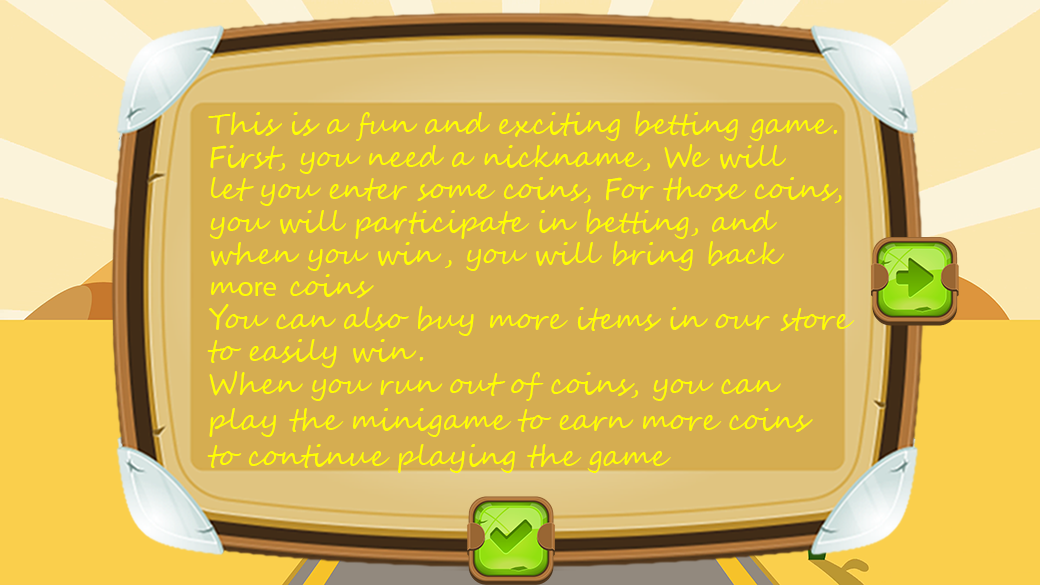 This is a fun and exciting betting game.
First, you need a nickname, We will
let you enter some coins, For those coins,
you will participate in betting, and
when you win, you will bring back
more coins
You can also buy more items in our store
to easily win.
When you run out of coins, you can
play the minigame to earn more coins
to continue playing the game